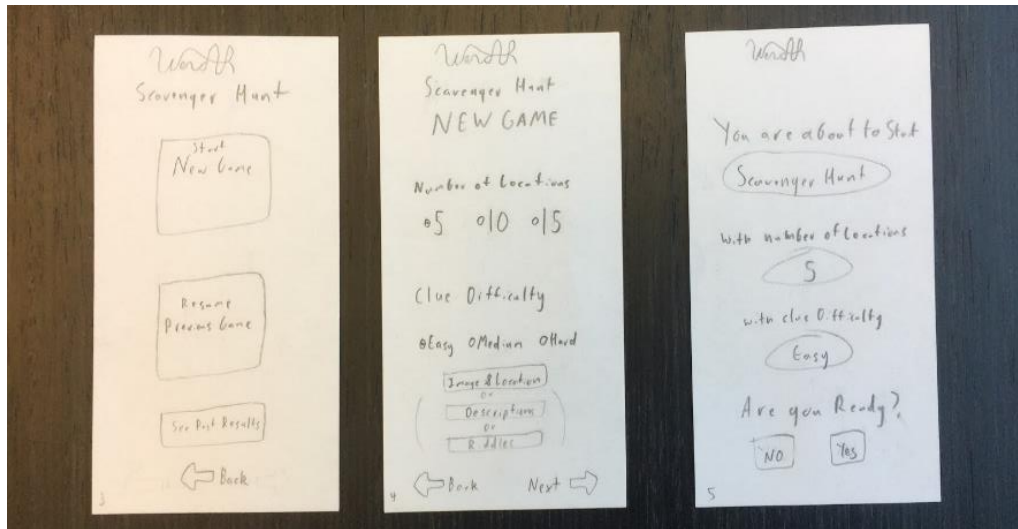 Scavenger Hunt
Start
New Game
Resume
Previous Game
See Past Results
Back
3
Scavenger Hunt
NEW GAME
Number of Locations
5 10 15
Clue Difficulty
Easy Medium Hard
Image & Location
or
Descriptions
or
Riddles
Back Next
4
You are about to Start
Scavenger Hunt
with number of Locations
5
with clue Difficulty
Easy
Are you Ready?
NO Yes
5